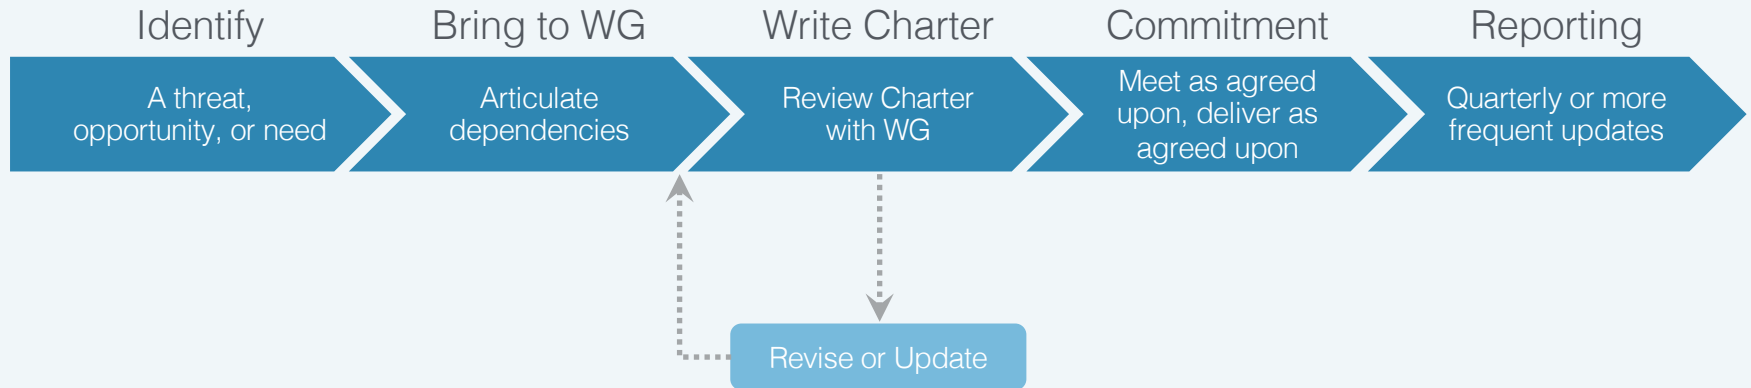 Identify
Bring to WG
Write Charter
Commitment
Reporting
A threat,
opportunity, or need
Articulate
dependencies
Review Charter
with WG
Meet as agreed
upon, deliver as
agreed upon
Quarterly or more
frequent updates
Revise or Update